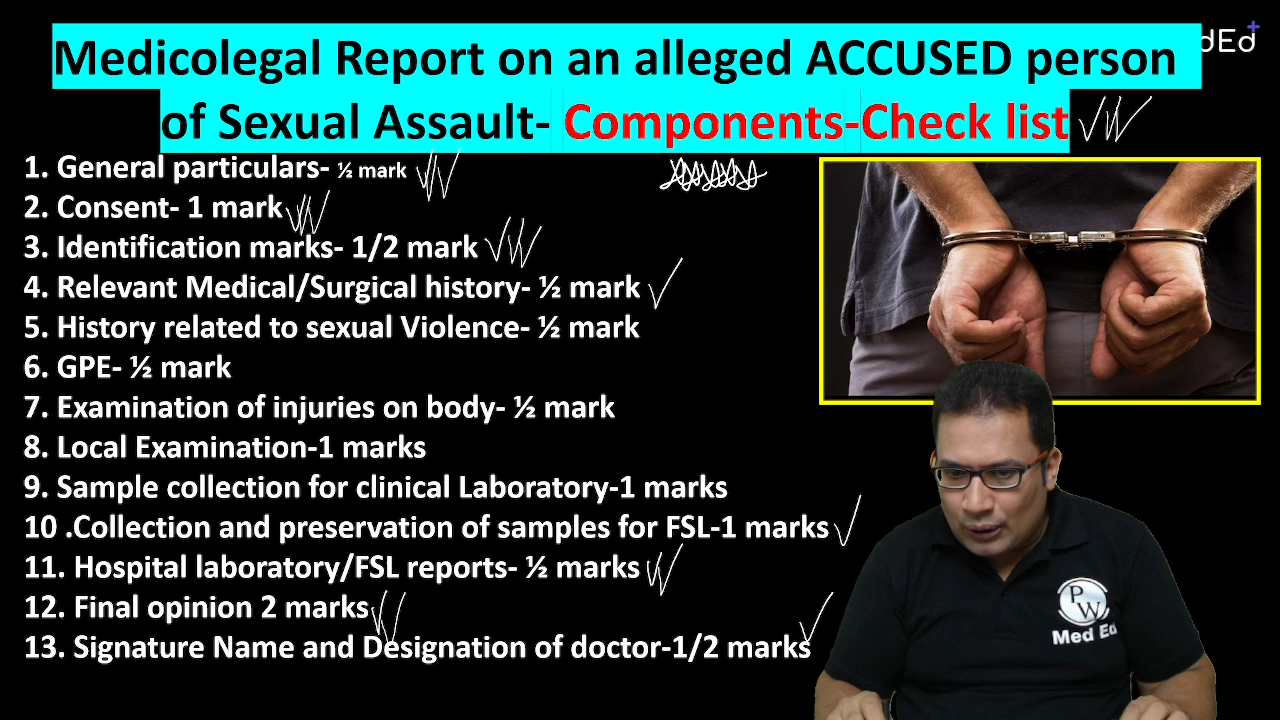 Medicolegal Report on an alleged ACCUSED person
of Sexual Assault- Components-Check list
1. General particulars- ½ mark
2. Consent- 1 mark
3. Identification marks- 1/2 mark
4. Relevant Medical/Surgical history- ½ mark
5. History related to sexual Violence- ½ mark
6. GPE- ½ mark
7. Examination of injuries on body- ½ mark
8. Local Examination-1 marks
9. Sample collection for clinical Laboratory-1 marks
10 .Collection and preservation of samples for FSL-1 marks
11. Hospital laboratory/FSL reports- ½ marks
12. Final opinion 2 marks
13. Signature Name and Designation of doctor-1/2 marks
PW
Med Ed